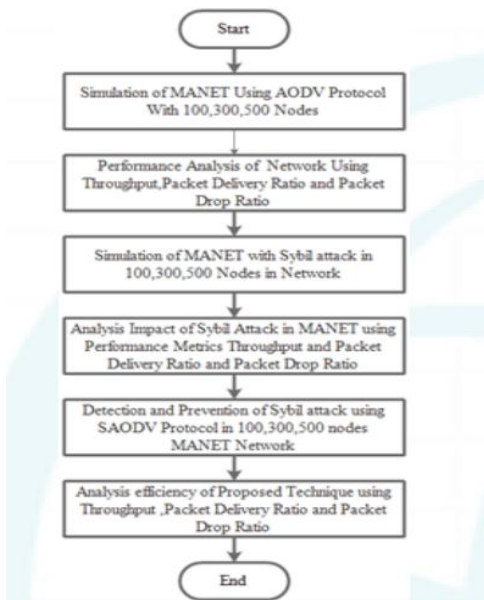 Start
Simulation of MANET Using AODV Protocol
With 100,300,500 Nodes
Performance Analysis of Network Using
Throughput,Packet Delivery Ratio and Packet
Drop Ratio
Simulation of MANET with Sybil attack in
100,300,500 Nodes in Network
Analysis Impact of Sybil Attack in MANET using
Performance Metrics Throughput and Packet
Delivery Ratio and Packet Drop Ratio
Detection and Prevention of Sybil attack using
SAODV Protocol in 100,300,500 nodes
MANET Network
Analysis efficiency of Proposed Technique using
Throughput ,Packet Delivery Ratio and Packet
Drop Ratio
End